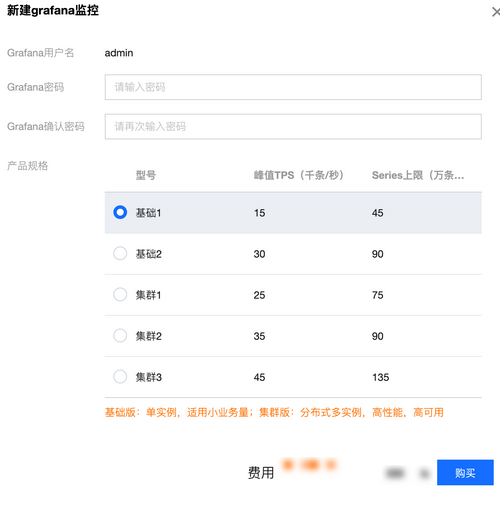 新建grafana监控
Grafana用户名 admin
Grafana密码 请输入密码
Grafana确认密码 请再次输入密码
产品规格
型号 峰值TPS（千条/秒） Series上限（万条...
基础1 15 45
基础2 30 90
集群1 25 75
集群2 35 90
集群3 45 135
基础版：单实例，适用小业务量；集群版：分布式多实例，高性能，高可用
费用 购买